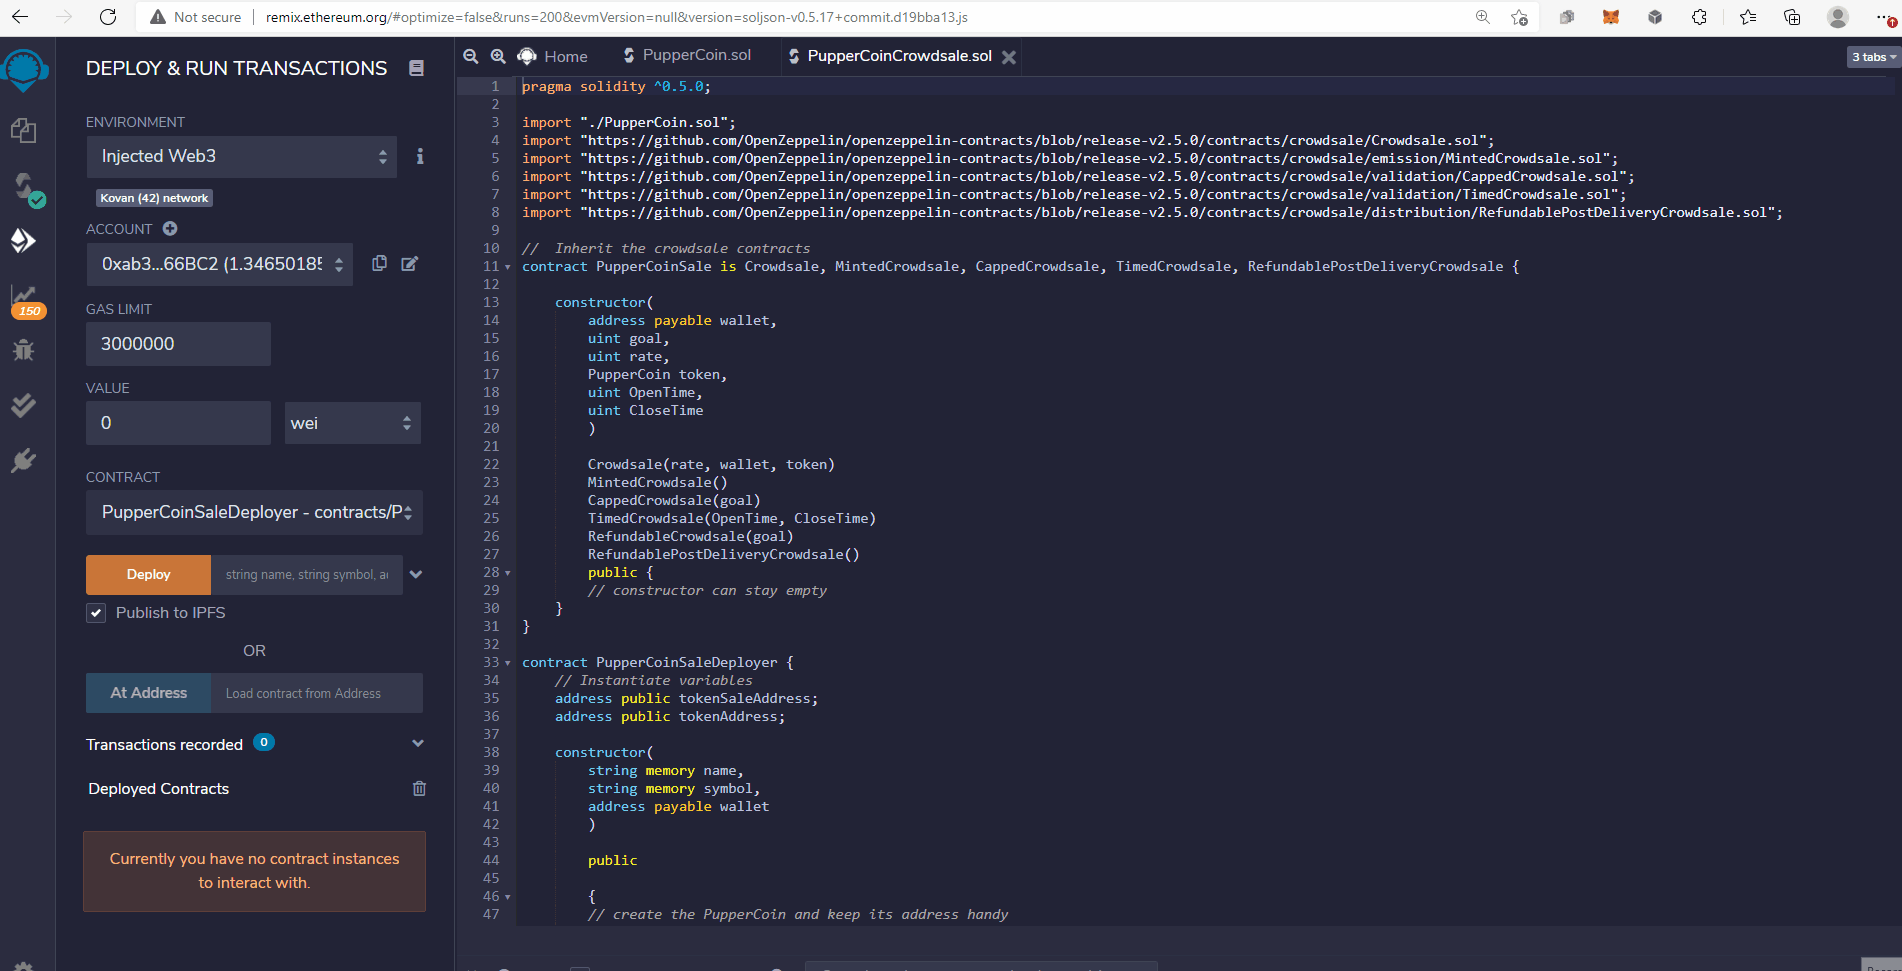 Not secure
remix.ethereum.org/#optimize=false&runs=200&evmVersion=null&version=soljson-v0.5.17+commit.d19bba13.js
DEPLOY & RUN TRANSACTIONS
ENVIRONMENT
Injected Web3
Kovan (42) network
ACCOUNT
0xab3...66BC2 (1.34650185
GAS LIMIT
3000000
150
VALUE
0
wei
CONTRACT
PupperCoinSaleDeployer - contracts/P
Deploy
string name, string symbol, a
Publish to IPFS
OR
At Address
Load contract from Address
Transactions recorded 0
Deployed Contracts
Currently you have no contract instances
to interact with.
Home
PupperCoin.sol
PupperCoinCrowdsale.sol
3 tabs
1 pragma solidity ^0.5.0;
2
3 import "./PupperCoin.sol";
4 import "https://github.com/OpenZeppelin/openzeppelin-contracts/blob/release-v2.5.0/contracts/crowdsale/Crowdsale.sol";
5 import "https://github.com/OpenZeppelin/openzeppelin-contracts/blob/release-v2.5.0/contracts/crowdsale/emission/MintedCrowdsale.sol";
6 import "https://github.com/OpenZeppelin/openzeppelin-contracts/blob/release-v2.5.0/contracts/crowdsale/validation/CappedCrowdsale.sol";
7 import "https://github.com/OpenZeppelin/openzeppelin-contracts/blob/release-v2.5.0/contracts/crowdsale/validation/TimedCrowdsale.sol";
8 import "https://github.com/OpenZeppelin/openzeppelin-contracts/blob/release-v2.5.0/contracts/crowdsale/distribution/RefundablePostDeliveryCrowdsale.sol";
9
10 //  Inherit the crowdsale contracts
11 contract PupperCoinSale is Crowdsale, MintedCrowdsale, CappedCrowdsale, TimedCrowdsale, RefundablePostDeliveryCrowdsale {
12
13     constructor(
14         address payable wallet,
15         uint goal,
16         uint rate,
17         PupperCoin token,
18         uint OpenTime,
19         uint CloseTime
20         )
21
22         Crowdsale(rate, wallet, token)
23         MintedCrowdsale()
24         CappedCrowdsale(goal)
25         TimedCrowdsale(OpenTime, CloseTime)
26         RefundableCrowdsale(goal)
27         RefundablePostDeliveryCrowdsale()
28         public {
29         // constructor can stay empty
30     }
31 }
32
33 contract PupperCoinSaleDeployer {
34     // Instantiate variables
35     address public tokenSaleAddress;
36     address public tokenAddress;
37
38     constructor(
39         string memory name,
40         string memory symbol,
41         address payable wallet
42         )
43
44         public
45
46         {
47         // create the PupperCoin and keep its address handy